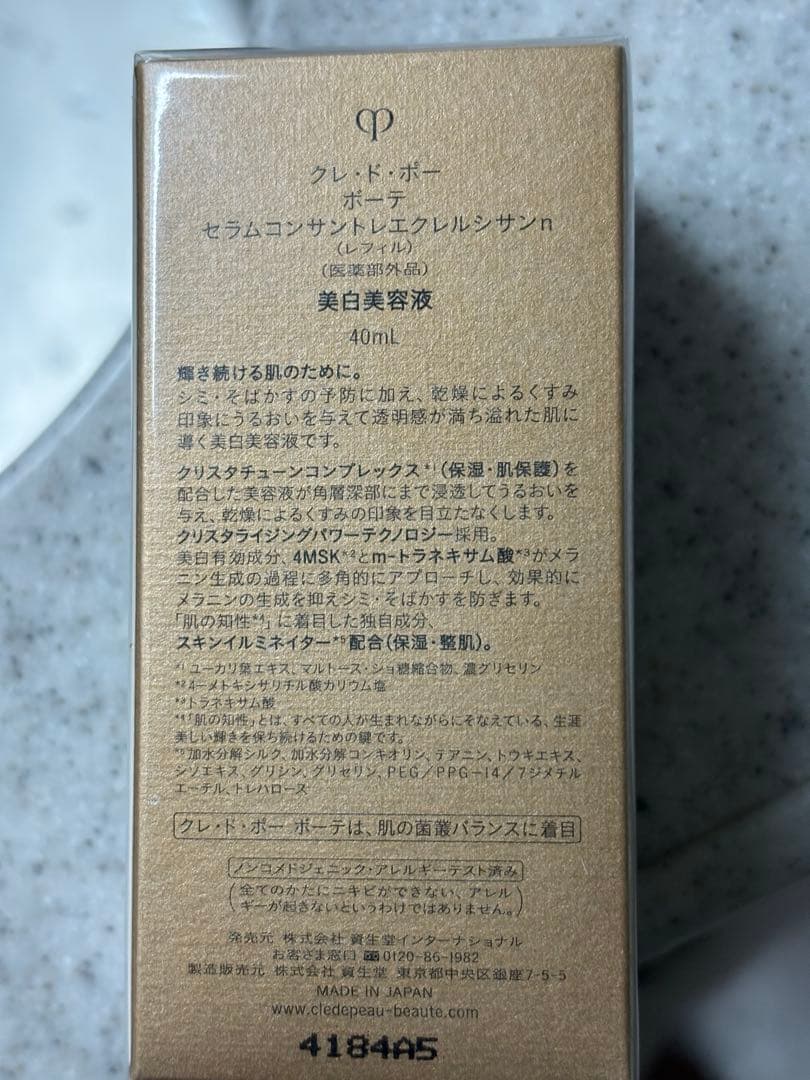 クレ・ド・ポー
ボーテ
セラムコンサントレエクレルシサンn
(レフィル)
(医薬部外品)
美白美容液
40mL
輝き続ける肌のために。
シミ・そばかすの予防に加え、乾燥によるくすみ
印象にうるおいを与えて透明感が満ち溢れた肌に
導く美白美容液です。
クリスタチューンコンプレックス*1(保湿・肌保護)を
配合した美容液が角層深部にまで浸透してうるおいを
与え、乾燥によるくすみの印象を目立たなくします。
クリスタライジングパワーテクノロジー採用。
美白有効成分、4MSK*2とm-トラネキサム酸*3がメラ
ニン生成の過程に多角的にアプローチし、効果的に
メラニンの生成を抑えシミ・そばかすを防ぎます。
「肌の知性*4」に着目した独自成分、
スキンイルミネイター*5配合(保湿・整肌)。
*1 ユーカリ葉エキス、マルトース・ショ糖縮合物、濃グリセリン
*2 4-メトキシサリチル酸カリウム塩
*3 トラネキサム酸
*4「肌の知性」とは、すべての人が生まれながらにそなえている、生涯
美しい輝きを保ち続けるための鍵です。
*5 加水分解シルク、加水分解コンキオリン、テアニン、トウキエキス、
シソエキス、グリシン、グリセリン、PEG/PPG-14/7ジメチル
エーテル、トレハロース
クレ・ド・ポー ボーテは、肌の菌叢バランスに着目
ノンコメドジェニック・アレルギーテスト済み
(全てのかたにニキビができない、アレル
ギーが起きないというわけではありません。)
発売元 株式会社 資生堂インターナショナル
お客さま窓口 0120-86-1982
製造販売元 株式会社 資生堂 東京都中央区銀座7-5-5
MADE IN JAPAN
www.cledepeau-beaute.com
4184A5